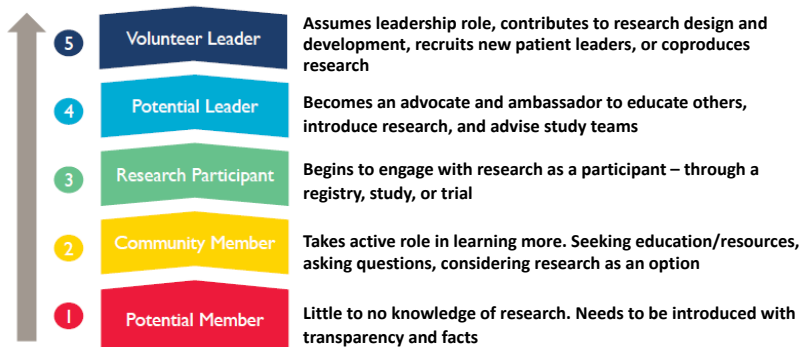 5
Volunteer Leader
Assumes leadership role, contributes to research design and
development, recruits new patient leaders, or coproduces
research
4
Potential Leader
Becomes an advocate and ambassador to educate others,
introduce research, and advise study teams
3
Research Participant
Begins to engage with research as a participant – through a
registry, study, or trial
2
Community Member
Takes active role in learning more. Seeking education/resources,
asking questions, considering research as an option
1
Potential Member
Little to no knowledge of research. Needs to be introduced with
transparency and facts